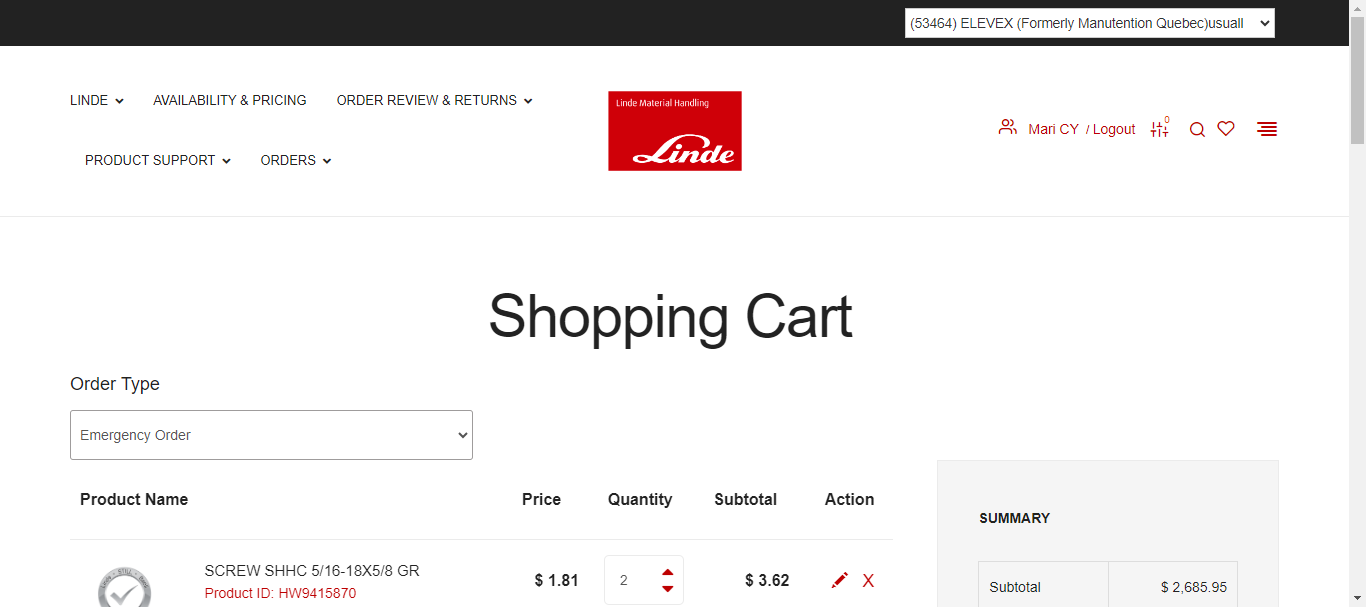 (53464) ELEVEX (Formerly Manutention Quebec)usuall
LINDE
AVAILABILITY & PRICING
ORDER REVIEW & RETURNS
Linde Material Handling
Linde
Mari CY / Logout
0
PRODUCT SUPPORT
ORDERS
Shopping Cart
Order Type
Emergency Order
Product Name Price Quantity Subtotal Action
SUMMARY
SCREW SHHC 5/16-18X5/8 GR
Product ID: HW9415870
$ 1.81
2
$ 3.62
X
Subtotal $ 2,685.95